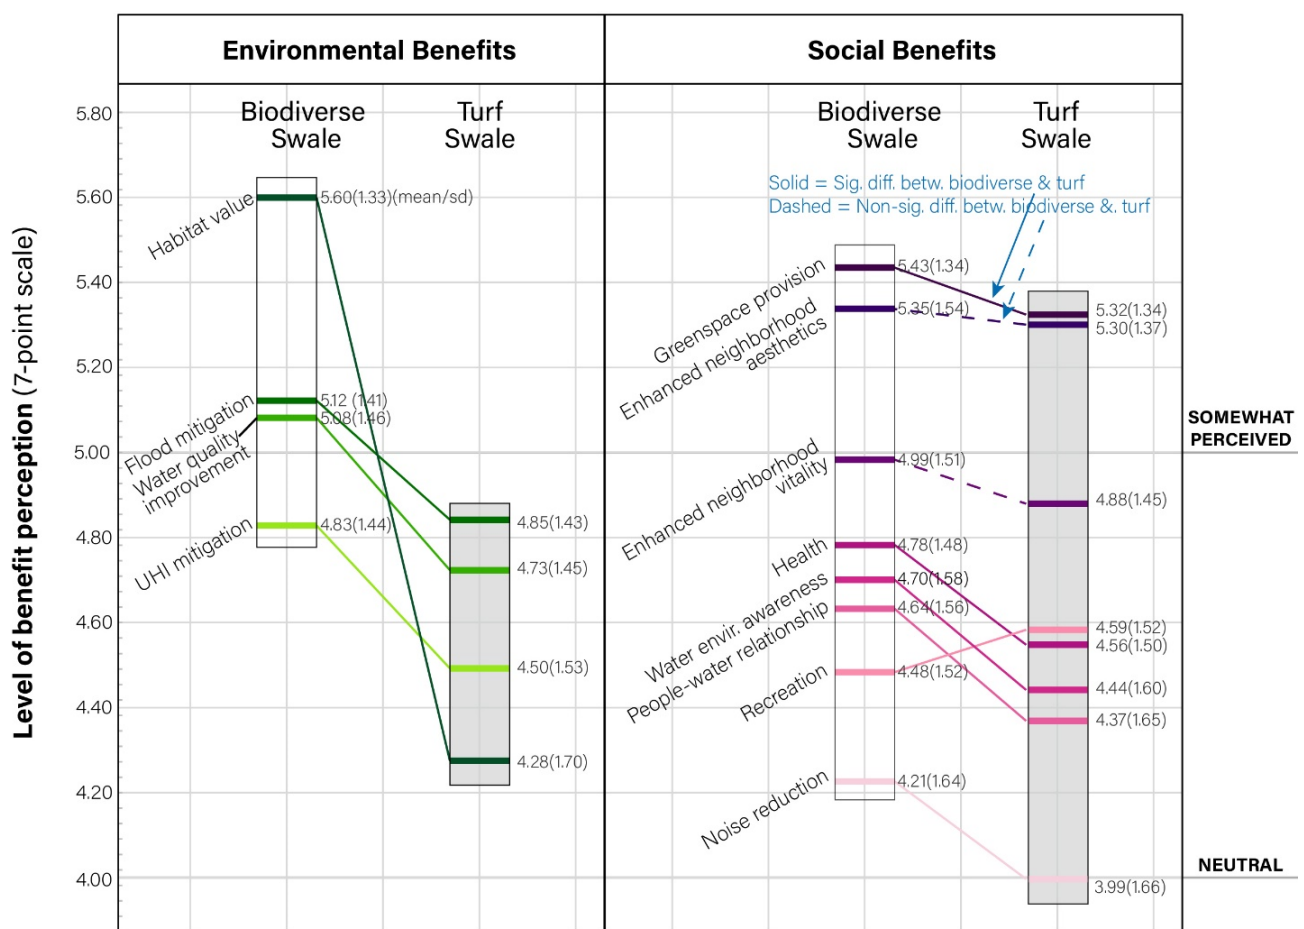 Environmental Benefits
Social Benefits
Level of benefit perception (7-point scale)
5.80
5.60
5.40
5.20
5.00
4.80
4.60
4.40
4.20
4.00
Biodiverse
Swale
Turf
Swale
Habitat value
5.60(1.33)(mean/sd)
Flood mitigation
5.12 (1.41)
Water quality
improvement
5.08(1.46)
UHI mitigation
4.83(1.44)
4.85(1.43)
4.73(1.45)
4.50(1.53)
4.28(1.70)
Biodiverse
Swale
Turf
Swale
Solid = Sig. diff. betw. biodiverse & turf
Dashed = Non-sig. diff. betw. biodiverse &. turf
Greenspace provision
5.43(1.34)
Enhanced neighborhood
aesthetics
5.35(1.54)
Enhanced neighborhood
vitality
4.99(1.51)
Health
4.78(1.48)
Water envir. awareness
4.70(1.58)
People-water relationship
4.64(1.56)
Recreation
4.48(1.52)
Noise reduction
4.21(1.64)
5.32(1.34)
5.30(1.37)
4.88(1.45)
4.59(1.52)
4.56(1.50)
4.44(1.60)
4.37(1.65)
3.99(1.66)
SOMEWHAT
PERCEIVED
NEUTRAL